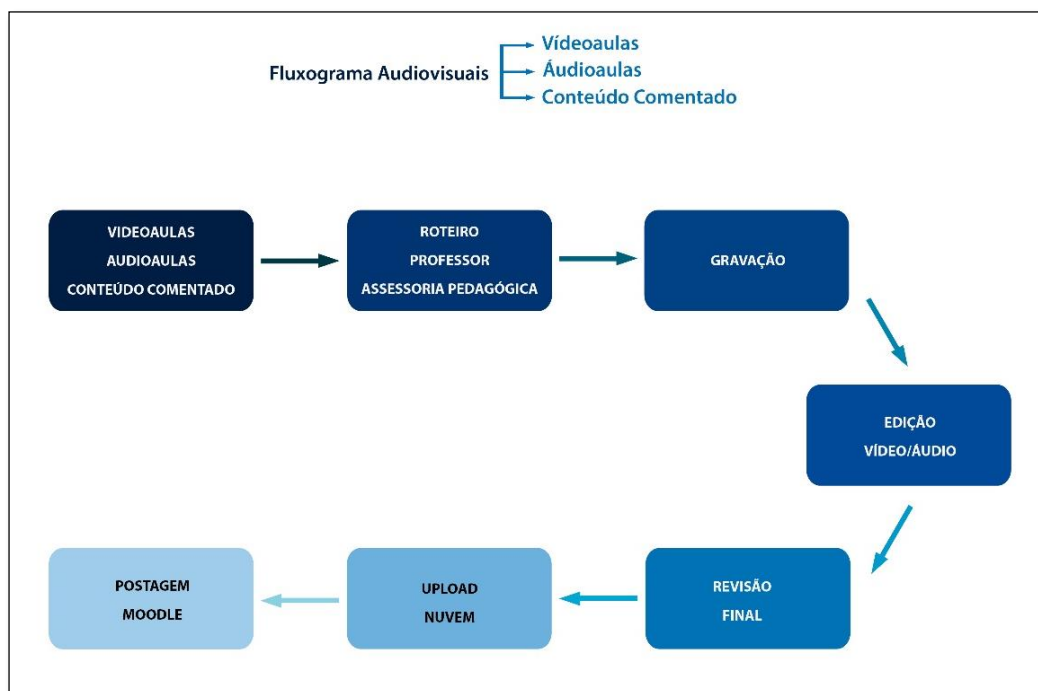 Fluxograma Audiovisuais
Vídeoaulas
Áudioaulas
Conteúdo Comentado
VIDEOAULAS
AUDIOAULAS
CONTEÚDO COMENTADO
ROTEIRO
PROFESSOR
ASSESSORIA PEDAGÓGICA
GRAVAÇÃO
EDIÇÃO
VÍDEO/ÁUDIO
REVISÃO
FINAL
UPLOAD
NUVEM
POSTAGEM
MOODLE